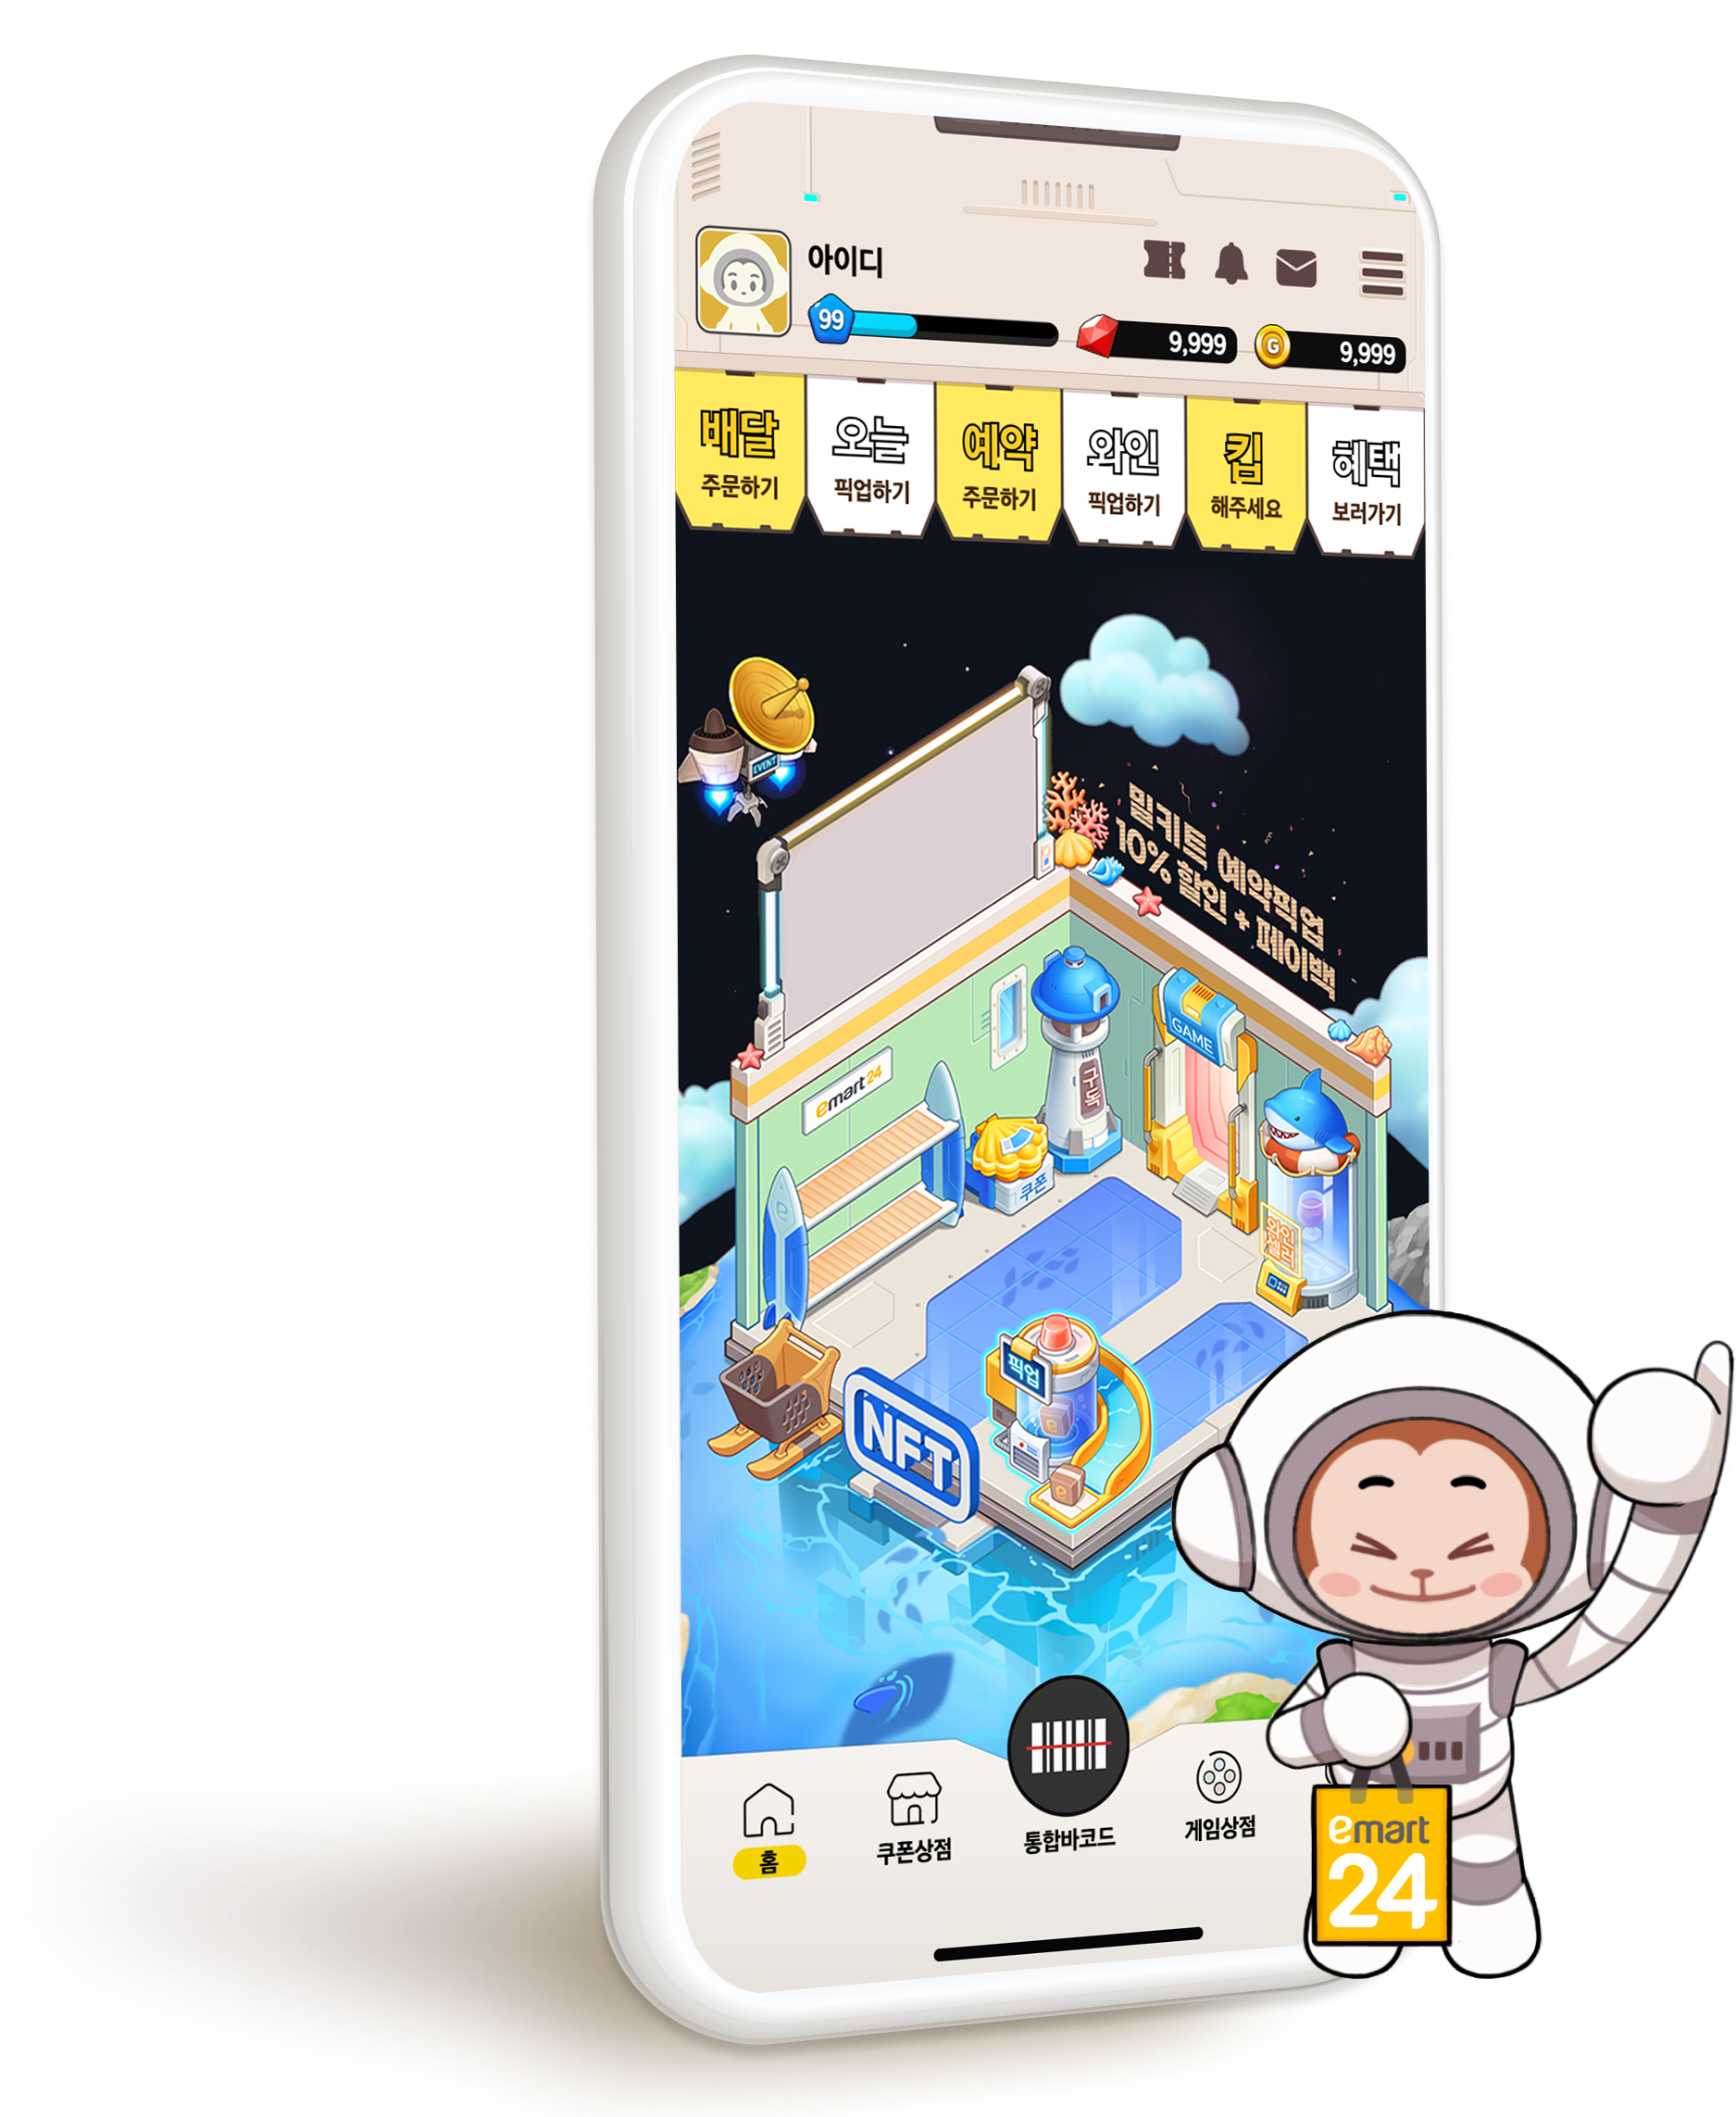 아이디
99
9,999
G
9,999
배달
주문하기
오늘
픽업하기
예약
주문하기
와인
픽업하기
킵
해주세요
혜택
보러가기
EVENT
밀키트 예약픽업
10% 할인 + 페이백
GAME
구독
emart24
쿠폰
와인
셀러
픽업
NFT
e
홈
쿠폰상점
통합바코드
게임상점
emart
24